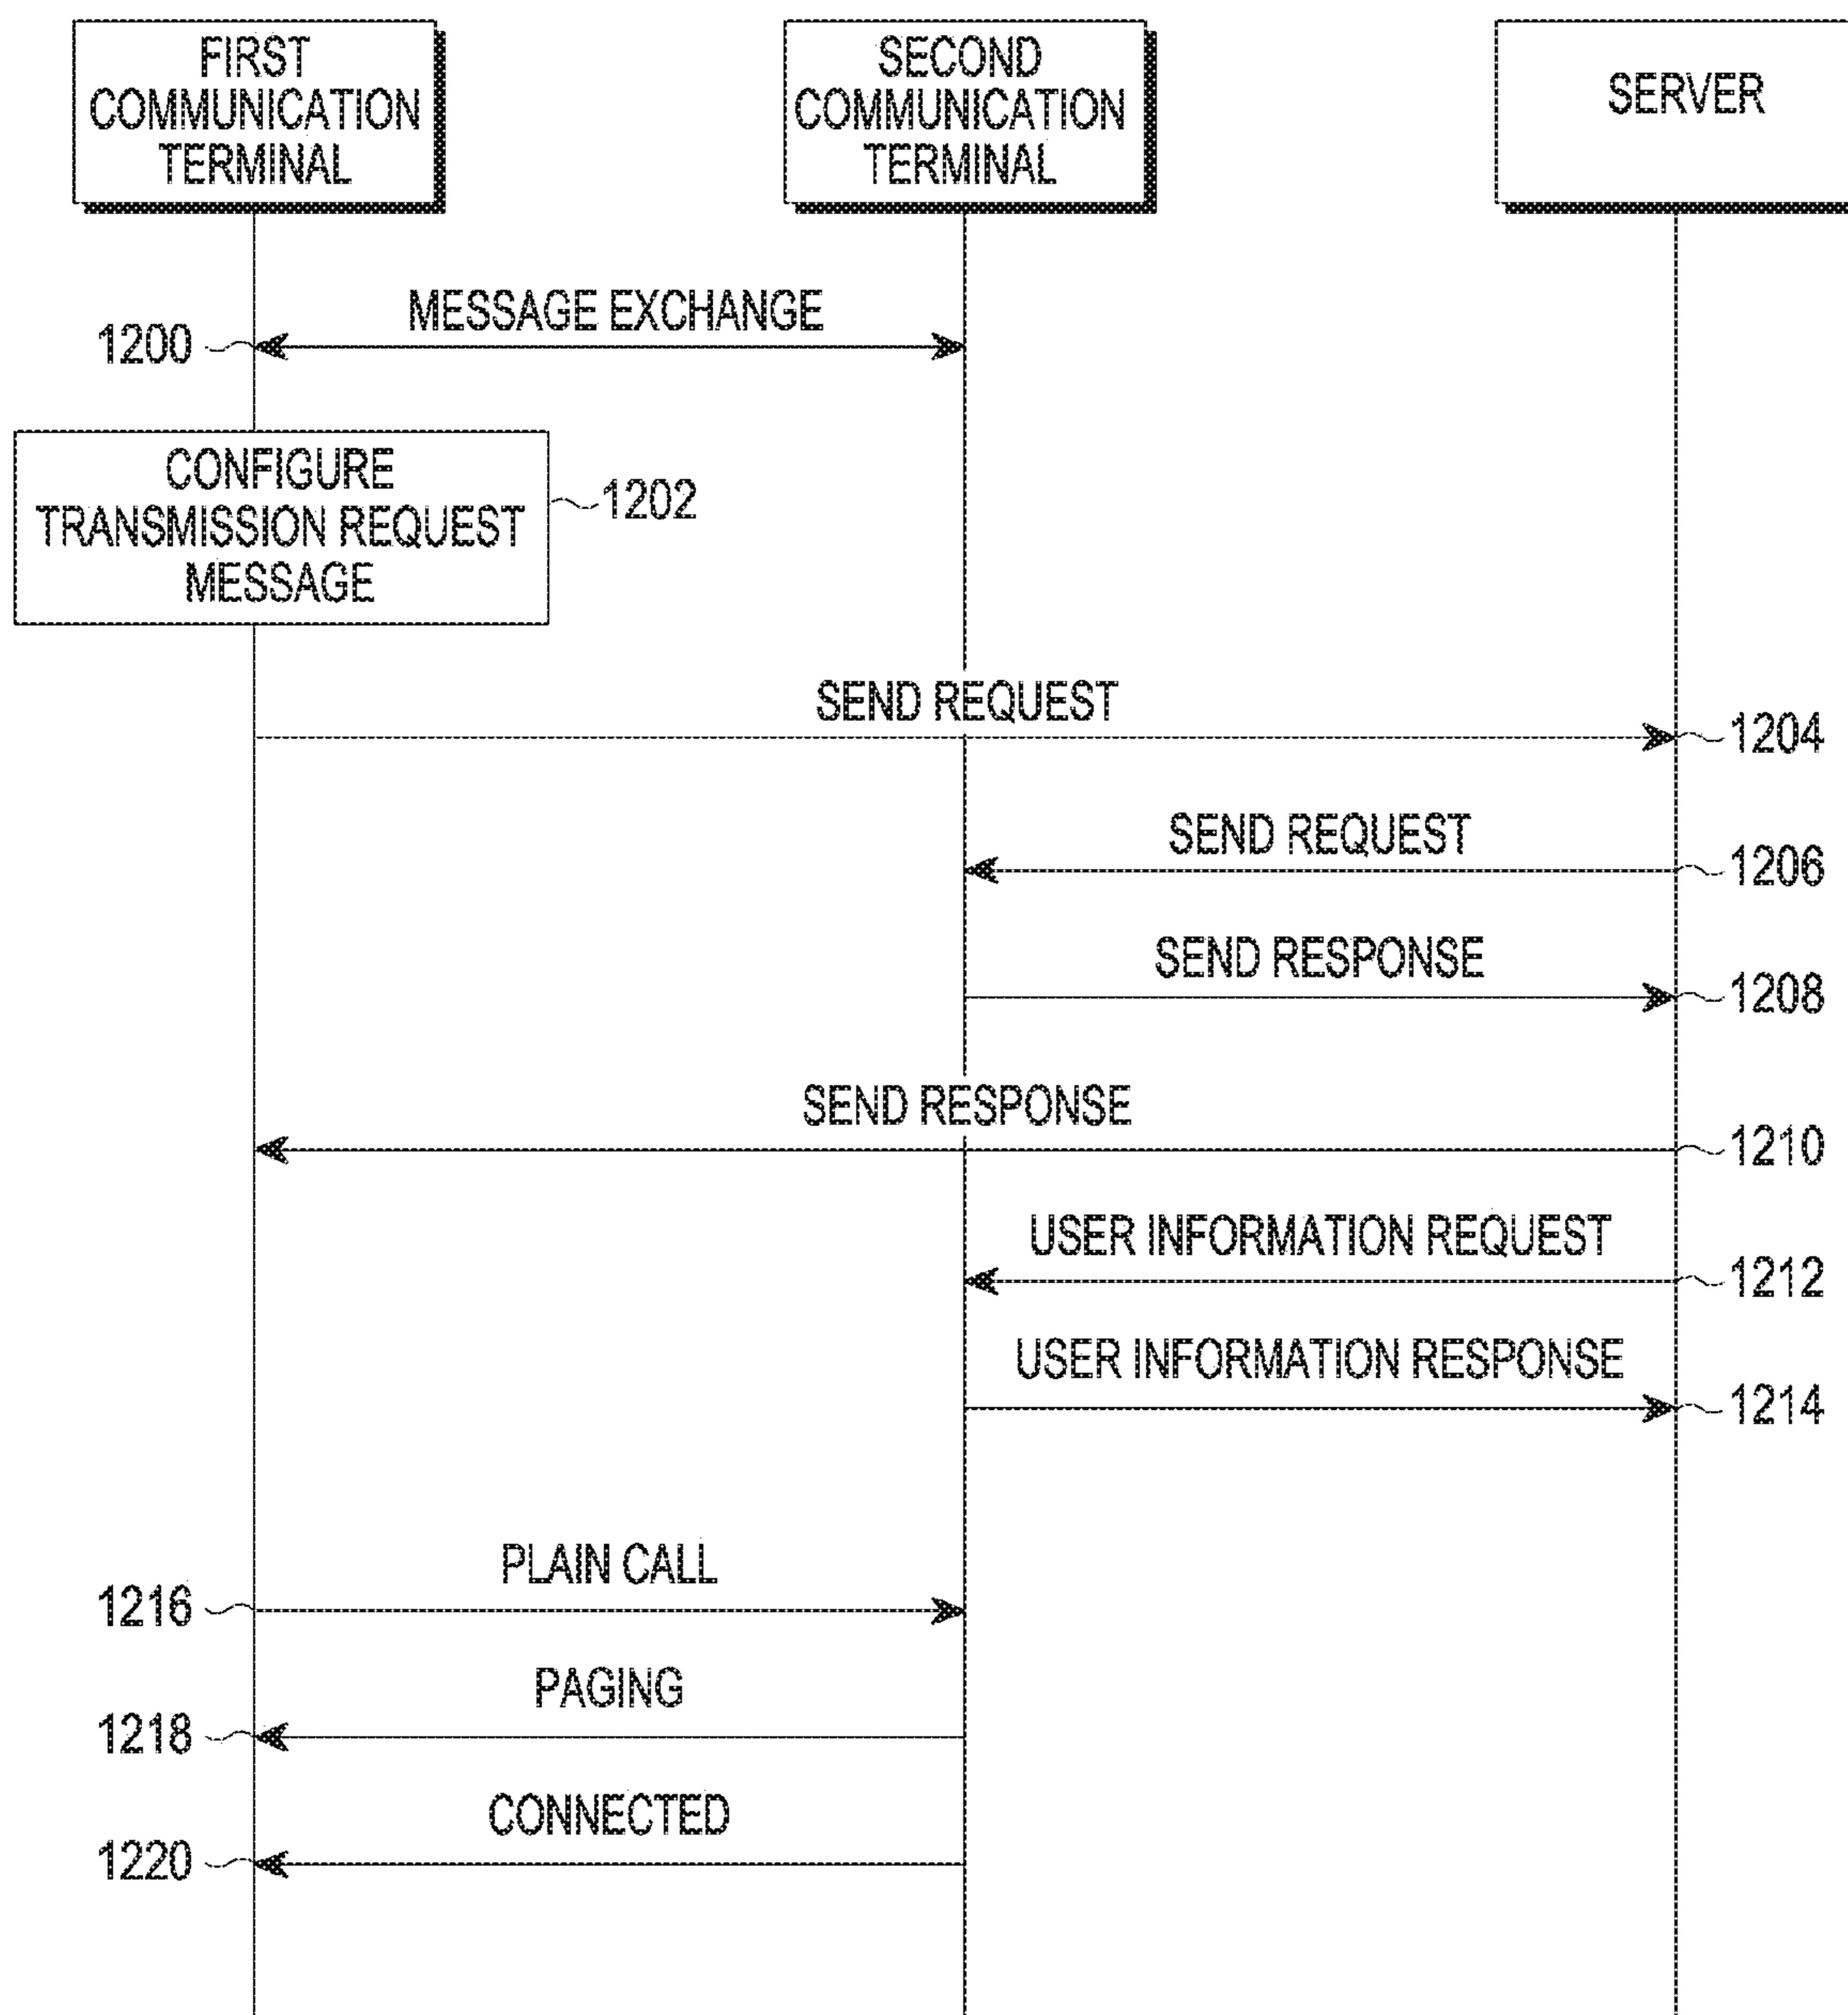 FIRST
COMMUNICATION
TERMINAL
SECOND
COMMUNICATION
TERMINAL
SERVER
MESSAGE EXCHANGE
1200
CONFIGURE
TRANSMISSION REQUEST
MESSAGE
1202
SEND REQUEST
1204
SEND REQUEST
1206
SEND RESPONSE
1208
SEND RESPONSE
1210
USER INFORMATION REQUEST
1212
USER INFORMATION RESPONSE
1214
PLAIN CALL
1216
PAGING
1218
CONNECTED
1220